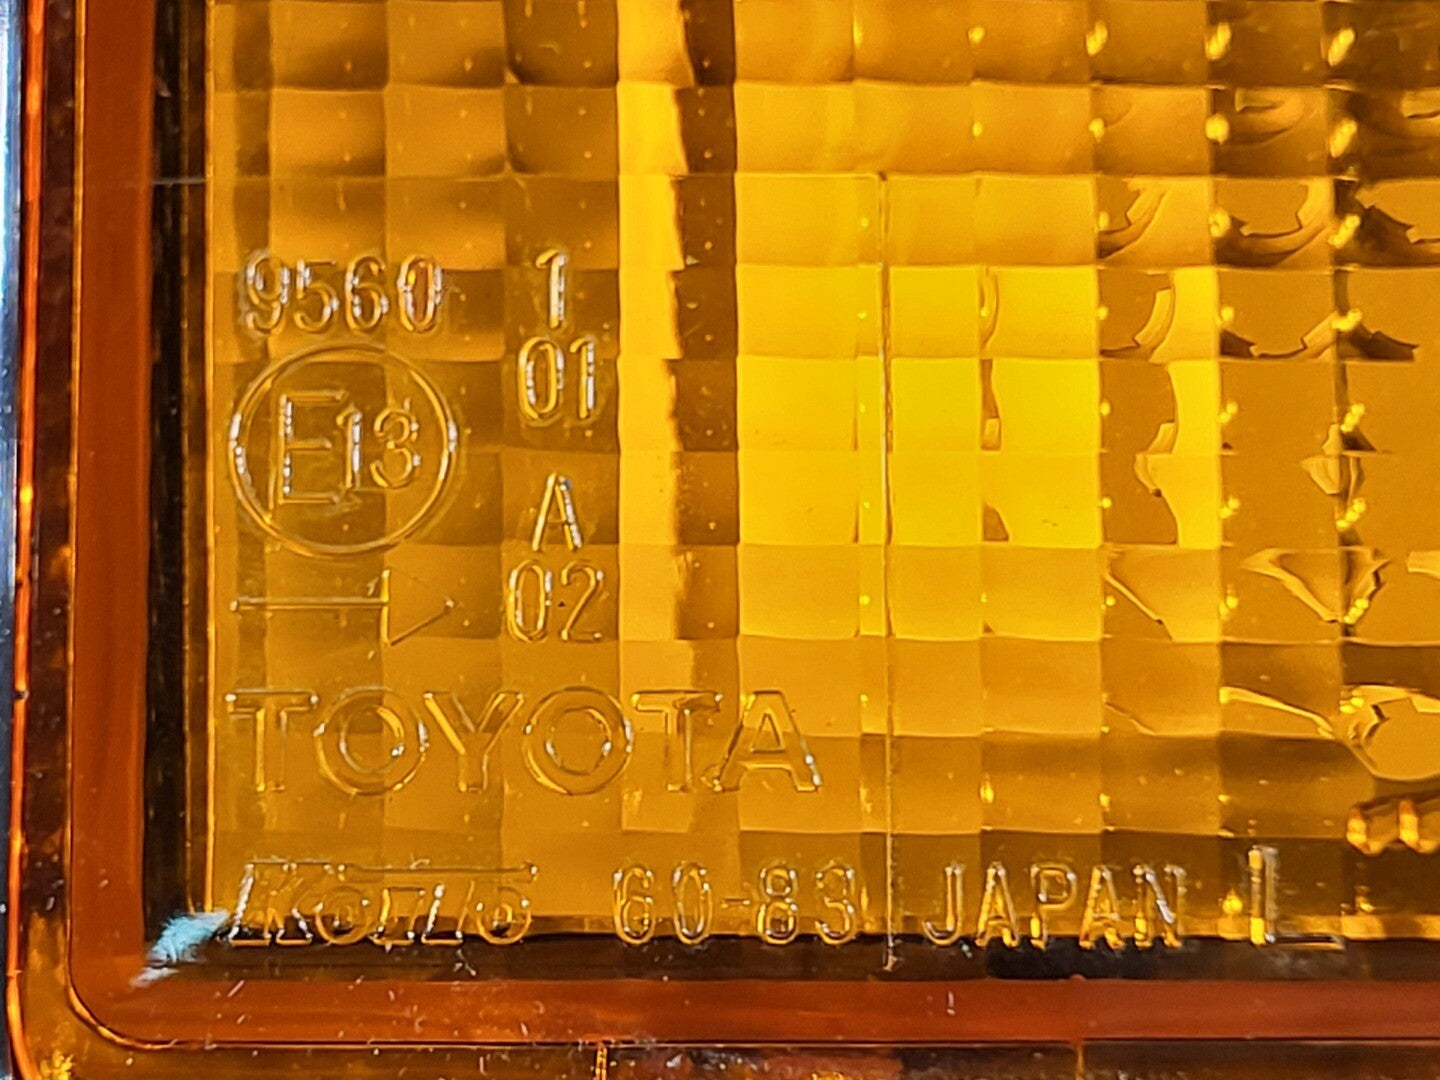 9560 1
01
E13
A
02
TOYOTA
Koito 60-83 JAPAN L